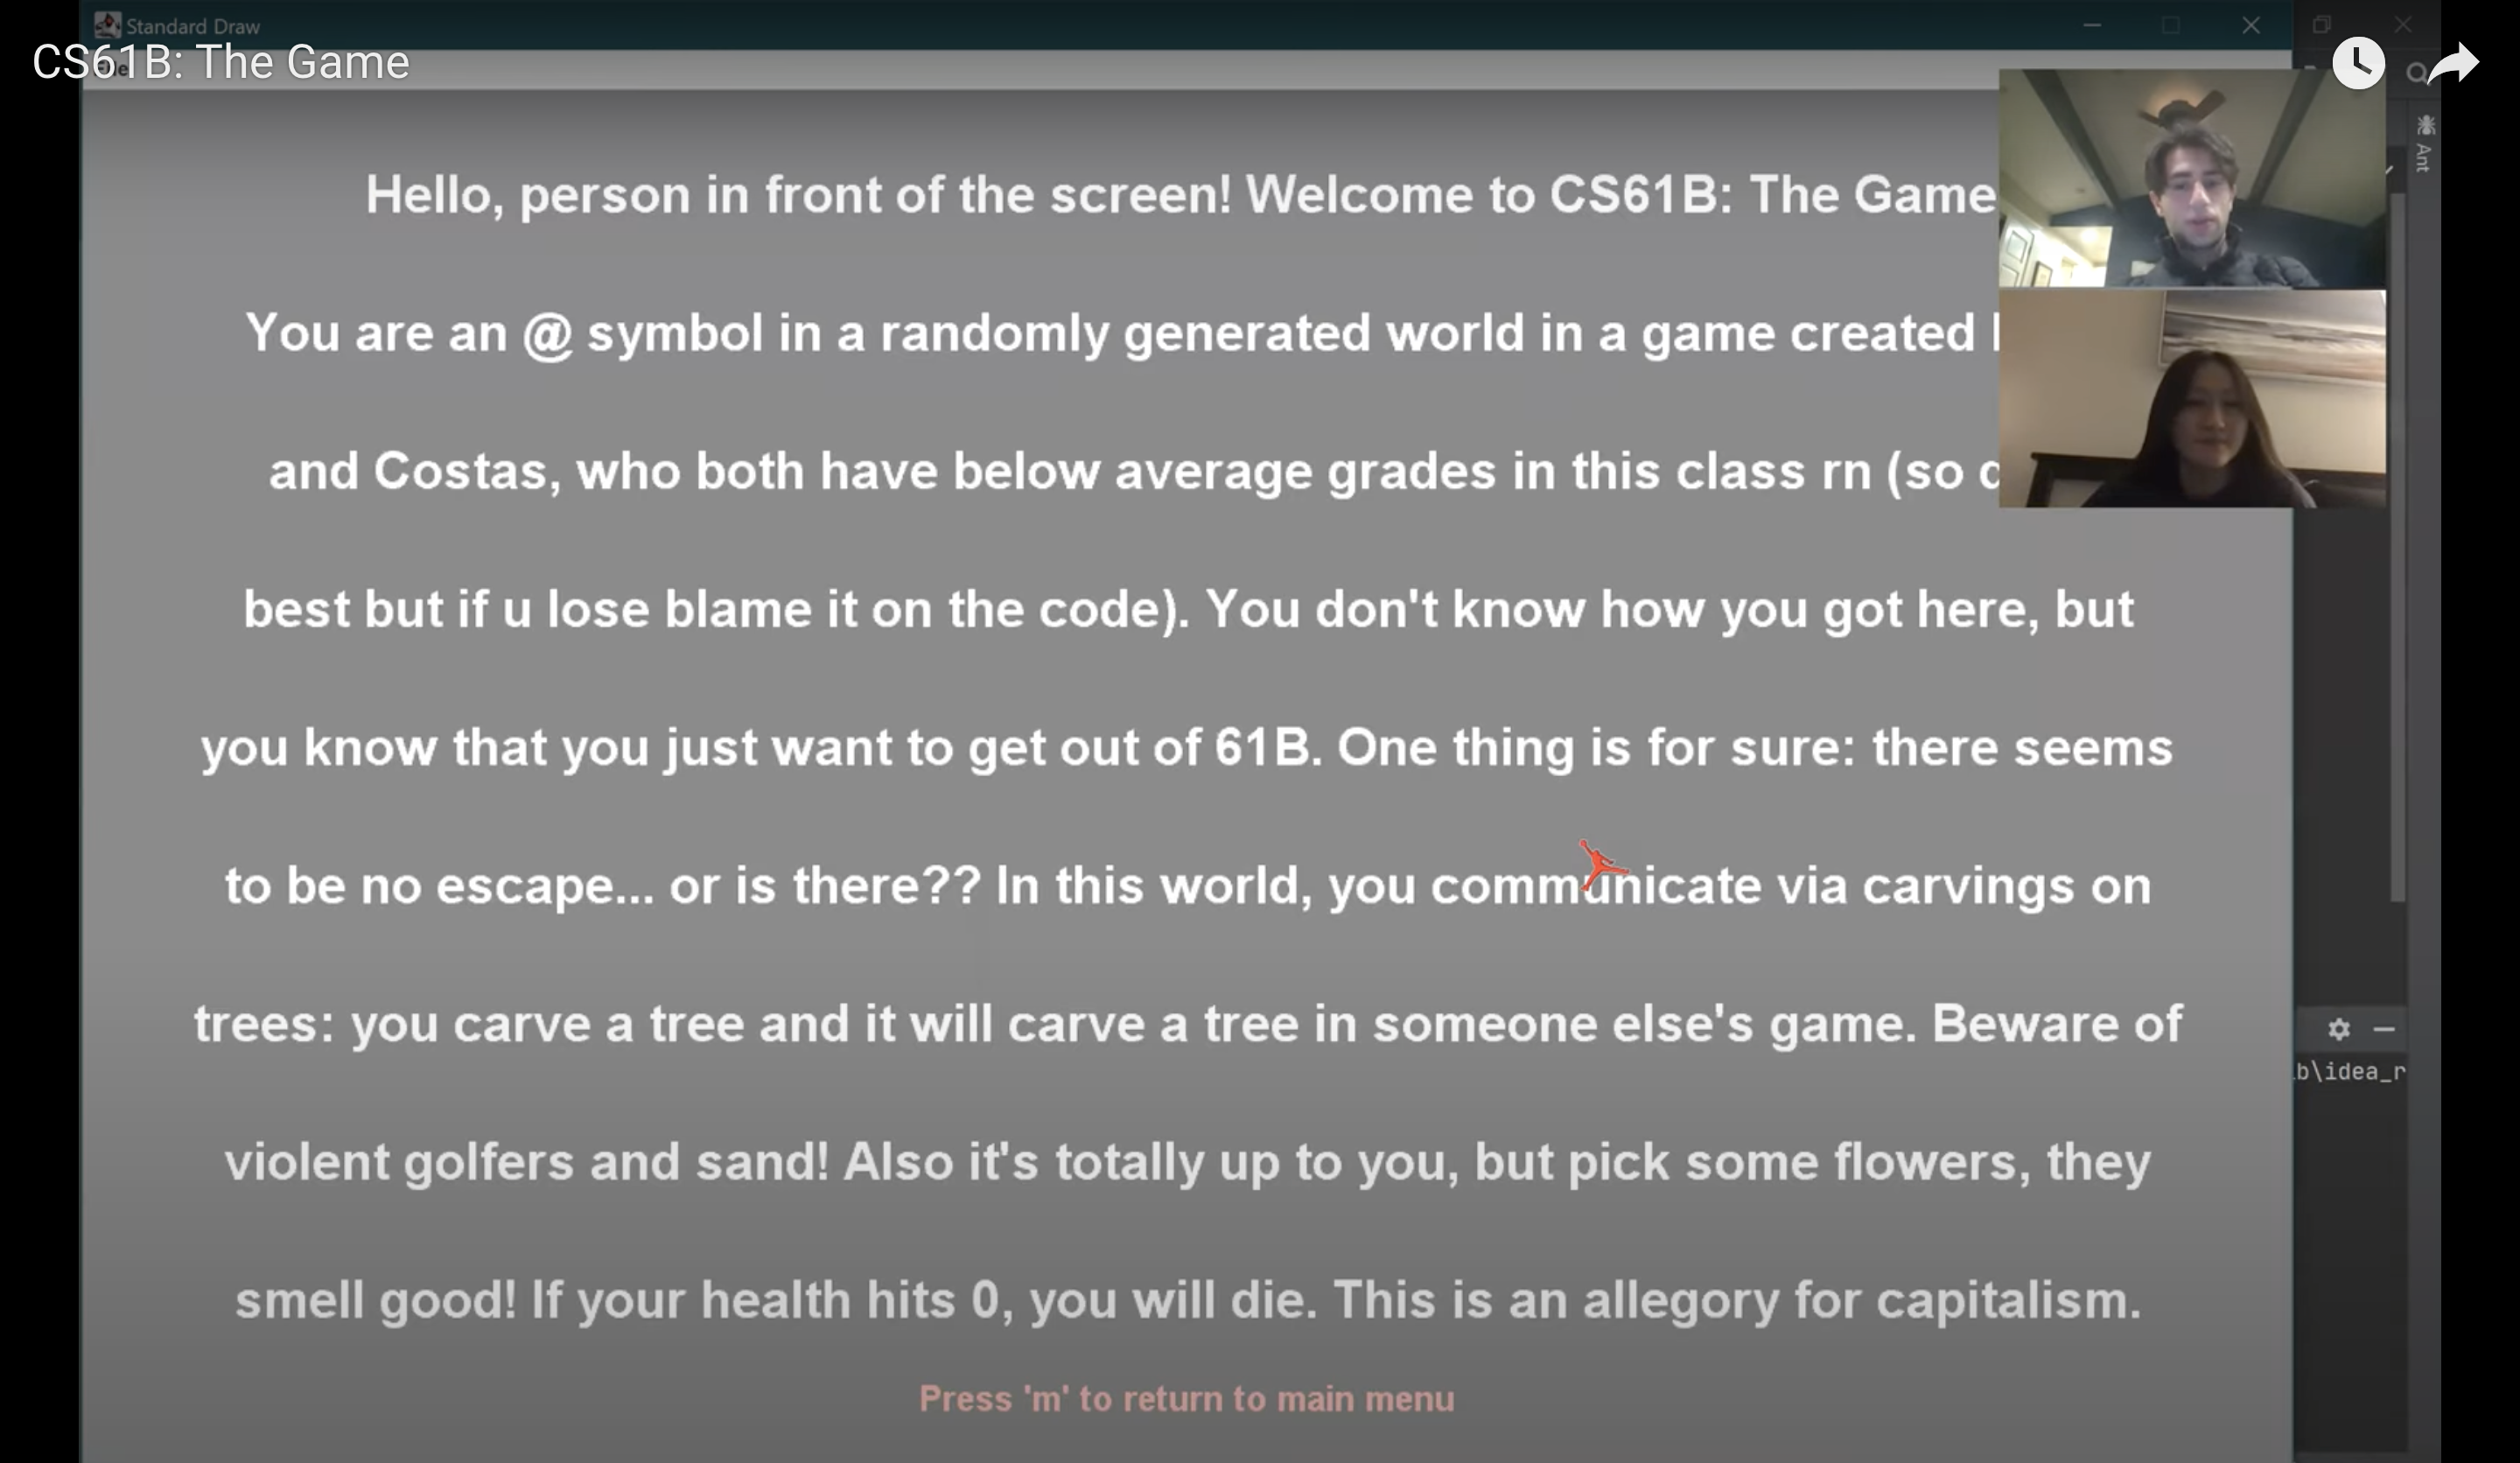 Standard Draw
CS61B: The Game
Hello, person in front of the screen! Welcome to CS61B: The Game
You are an @ symbol in a randomly generated world in a game created
and Costas, who both have below average grades in this class rn (so
best but if u lose blame it on the code). You don't know how you got here, but
you know that you just want to get out of 61B. One thing is for sure: there seems
to be no escape... or is there?? In this world, you communicate via carvings on
trees: you carve a tree and it will carve a tree in someone else's game. Beware of
violent golfers and sand! Also it's totally up to you, but pick some flowers, they
smell good! If your health hits 0, you will die. This is an allegory for capitalism.
Press 'm' to return to main menu
Ant
b\idea_r